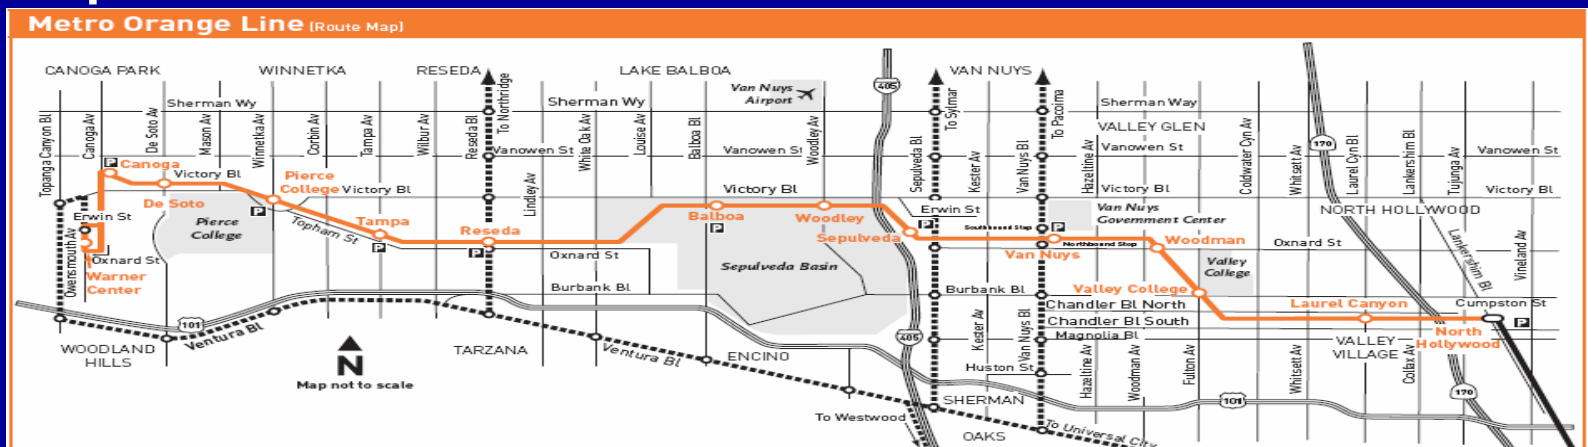 Metro Orange Line (Route Map)
CANOGA PARK
WINNETKA
RESEDA
LAKE BALBOA
VAN NUYS
Van Nuys
Airport
405
Sherman Wy
Sherman Wy
Sherman Way
VALLEY GLEN
Topanga Canyon Bl
Canoga Av
De Soto Av
Mason Av
Winnetka Av
Corbin Av
Tampa Av
Wilbur Av
Reseda Bl
To Northridge
Lindley Av
White Oak Av
Louise Av
Balboa Bl
Woodley Av
Sepulveda Bl
To Sylmar
Kester Av
Van Nuys Bl
To Pacoima
Hazeltine Av
Coldwater Cyn Av
Whitsett Av
170
Laurel Cyn Bl
Lankershim Bl
Tujunga Av
Vanowen St
Vanowen St
Vanowen St
Vanowen St
P
Canoga
Victory Bl
De Soto
Pierce
College
Victory Bl
Victory Bl
Victory Bl
Victory Bl
P
Erwin St
Pierce
College
Topham St
Tampa
P
Reseda
P
Balboa
P
Woodley
Sepulveda
Erwin St
P
Southbound Stop
P
Van Nuys
Government Center
NORTH HOLLYWOOD
Northbound Stop
Van Nuys
Woodman
Oxnard St
Lankershim Bl
Vineland Av
Owensmouth Av
Oxnard St
Warner
Center
Oxnard St
Sepulveda Basin
Valley
College
Valley College
Burbank Bl
Burbank Bl
Chandler Bl North
Chandler Bl South
Magnolia Bl
Laurel Canyon
Cumpston St
P
North
Hollywood
101
Ventura Bl
WOODLAND
HILLS
N
Map not to scale
TARZANA
Ventura Bl
ENCINO
405
Kester Av
Van Nuys Bl
Huston St
Hazeltine Av
Woodman Av
Fulton Av
Whitsett Av
VALLEY
VILLAGE
Colfax Av
170
101
SHERMAN
OAKS
To Westwood
To Universal City